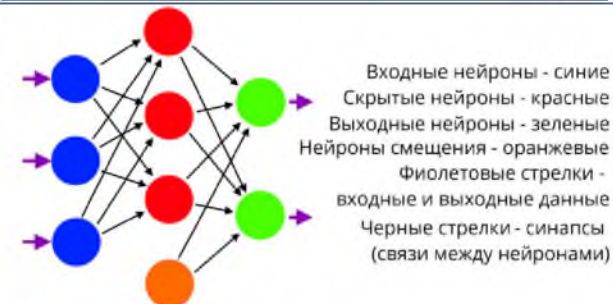 Входные нейроны - синие
Скрытые нейроны - красные
Выходные нейроны - зеленые
Нейроны смещения - оранжевые
Фиолетовые стрелки -
входные и выходные данные
Черные стрелки - синапсы
(связи между нейронами)